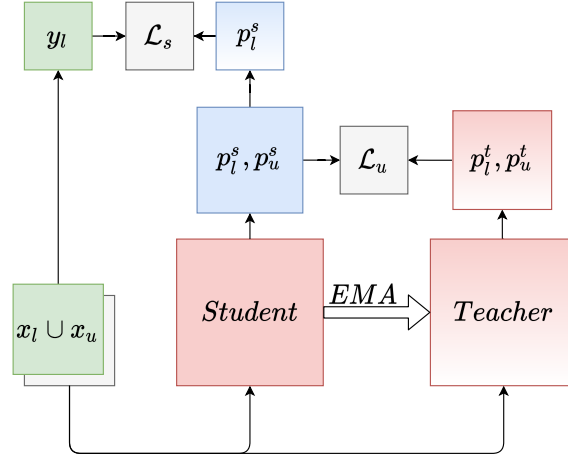 y_l
ℒ_s
p_l^s
p_l^s, p_u^s
ℒ_u
p_l^t, p_u^t
x_l ∪ x_u
Student
EMA
Teacher